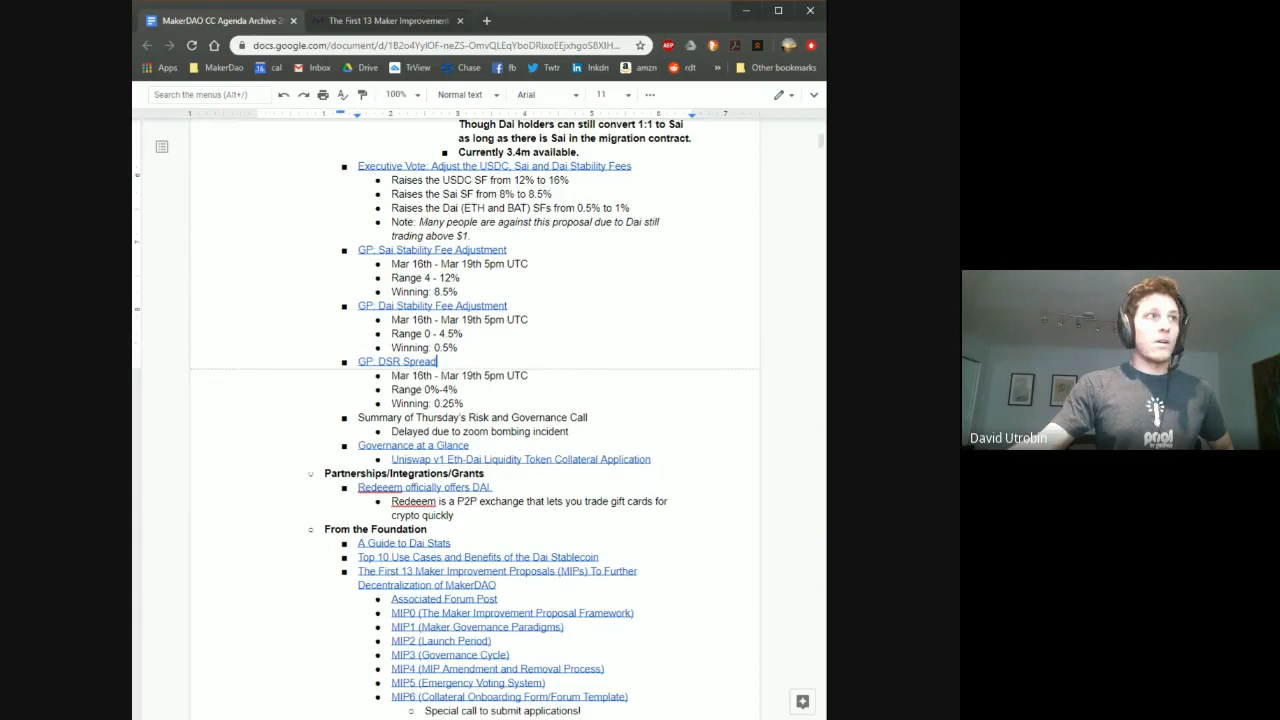 MakerDAO CC Agenda Archive 2
The First 13 Maker Improvement
docs.google.com/document/d/
Apps MakerDao cal Inbox Drive TrView Chase fb Twtr lnkdn amzn rdt » Other bookmarks
Search the menus (Alt+/) 100% Normal text Arial 11
1 1 2 3 4 5 6 7
Though Dai holders can still convert 1:1 to Sai
as long as there is Sai in the migration contract.
■ Currently 3.4m available.
■ Executive Vote: Adjust the USDC, Sai and Dai Stability Fees
● Raises the USDC SF from 12% to 16%
● Raises the Sai SF from 8% to 8.5%
● Raises the Dai (ETH and BAT) SFs from 0.5% to 1%
● Note: Many people are against this proposal due to Dai still
trading above $1.
■ GP: Sai Stability Fee Adjustment
● Mar 16th - Mar 19th 5pm UTC
● Range 4 - 12%
● Winning: 8.5%
■ GP: Dai Stability Fee Adjustment
● Mar 16th - Mar 19th 5pm UTC
● Range 0 - 4.5%
● Winning: 0.5%
■ GP: DSR Spread
● Mar 16th - Mar 19th 5pm UTC
● Range 0%-4%
● Winning: 0.25%
■ Summary of Thursday's Risk and Governance Call
● Delayed due to zoom bombing incident
■ Governance at a Glance
● Uniswap v1 Eth-Dai Liquidity Token Collateral Application
○ Partnerships/Integrations/Grants
■ Redeeem officially offers DAI.
● Redeeem is a P2P exchange that lets you trade gift cards for
crypto quickly
○ From the Foundation
■ A Guide to Dai Stats
■ Top 10 Use Cases and Benefits of the Dai Stablecoin
■ The First 13 Maker Improvement Proposals (MIPs) To Further
Decentralization of MakerDAO
● Associated Forum Post
● MIP0 (The Maker Improvement Proposal Framework)
● MIP1 (Maker Governance Paradigms)
● MIP2 (Launch Period)
● MIP3 (Governance Cycle)
● MIP4 (MIP Amendment and Removal Process)
● MIP5 (Emergency Voting System)
● MIP6 (Collateral Onboarding Form/Forum Template)
○ Special call to submit applications!
David Utrobin
pool